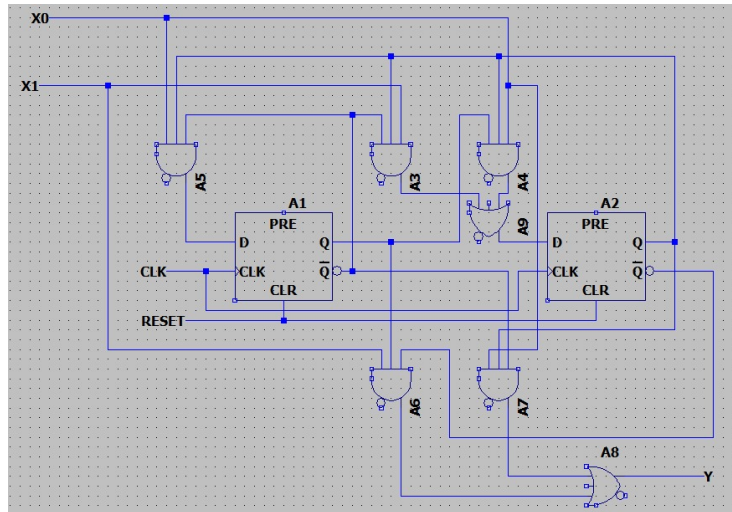 X0
X1
A5
A3
A4
A1
PRE
D Q
CLK CLK Q̅
CLR
RESET
A9
A2
PRE
D Q
CLK Q̅
CLR
A6
A7
A8
Y